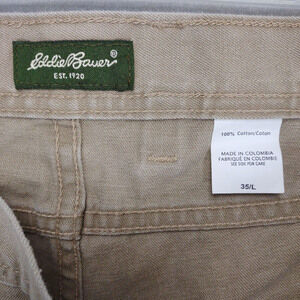 Eddie Bauer®
EST. 1920
100% Cotton/Coton
MADE IN COLOMBIA
FABRIQUÉ EN COLOMBIE
SEE SIDE FOR CARE
35/L